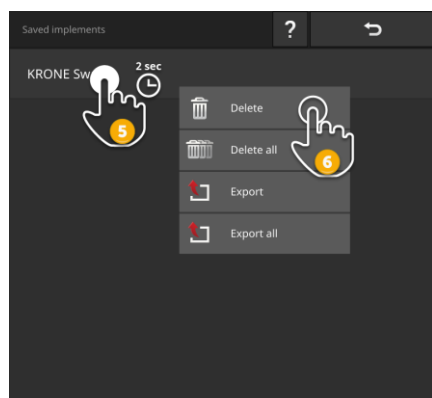 Saved implements
?
KRONE Sw
2 sec
5
Delete
6
Delete all
Export
Export all